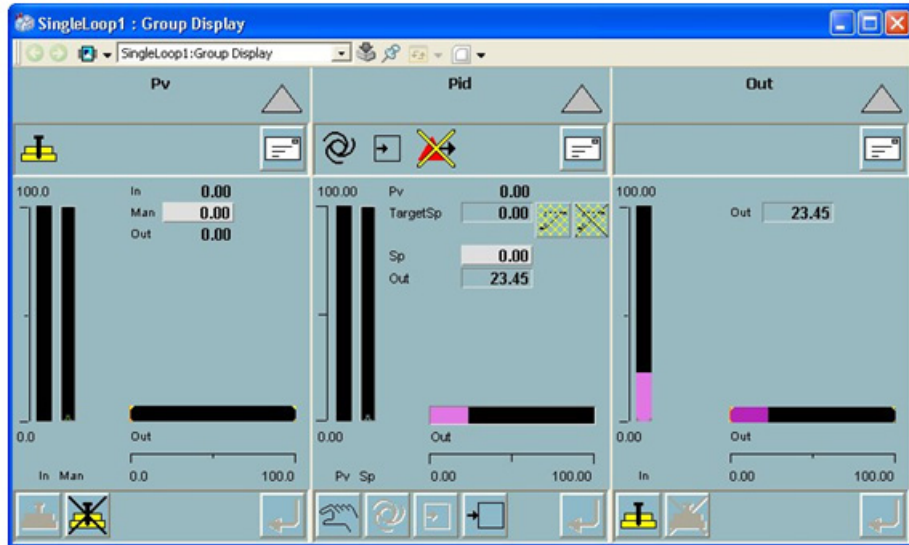 SingleLoop1 : Group Display
SingleLoop1:Group Display
Pv
Pid
Out
100.0
In 0.00
Man 0.00
Out 0.00
0.0
Out
In Man
0.0 100.0
100.00
Pv 0.00
TargetSp 0.00
Sp 0.00
Out 23.45
0.00
Out
Pv Sp
0.00 100.00
100.00
Out 23.45
0.00
Out
In
0.00 100.00